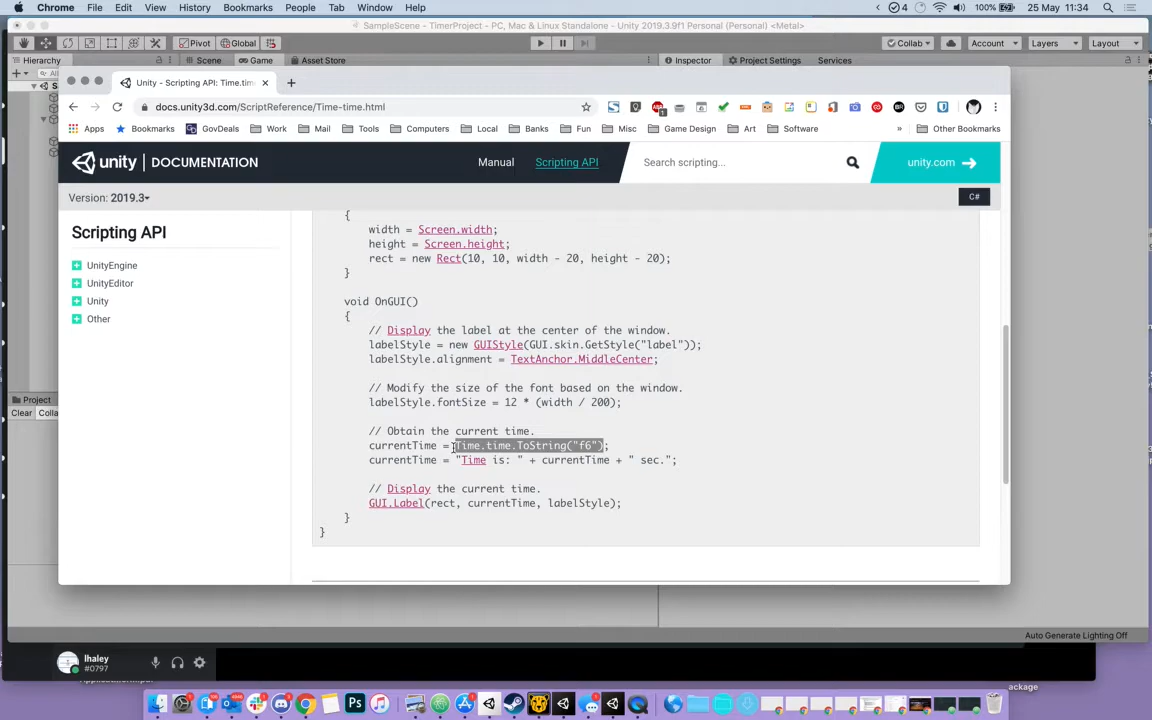 Chrome File Edit View History Bookmarks People Tab Window Help 4 100% 25 May 11:34
SampleScene - TimerProject - PC, Mac & Linux Standalone - Unity 2019.3.9f1 Personal (Personal) <Metal>
Pivot Global Collab Account Layers Layout
Hierarchy Scene Game Asset Store Inspector Project Settings Services
Unity - Scripting API: Time.tim
docs.unity3d.com/ScriptReference/Time-time.html
Apps Bookmarks GovDeals Work Mail Tools Computers Local Banks Fun Misc Game Design Art Software » Other Bookmarks
unity DOCUMENTATION Manual Scripting API Search scripting... unity.com
Version: 2019.3 C#
Scripting API
UnityEngine
UnityEditor
Unity
Other
{
width = Screen.width;
height = Screen.height;
rect = new Rect(10, 10, width - 20, height - 20);
}
void OnGUI()
{
// Display the label at the center of the window.
labelStyle = new GUIStyle(GUI.skin.GetStyle("label"));
labelStyle.alignment = TextAnchor.MiddleCenter;
// Modify the size of the font based on the window.
labelStyle.fontSize = 12 * (width / 200);
// Obtain the current time.
currentTime = Time.time.ToString("f6");
currentTime = "Time is: " + currentTime + " sec.";
// Display the current time.
GUI.Label(rect, currentTime, labelStyle);
}
}
Project
Clear Colla
Auto Generate Lighting Off
lhaley
#0797
ackage